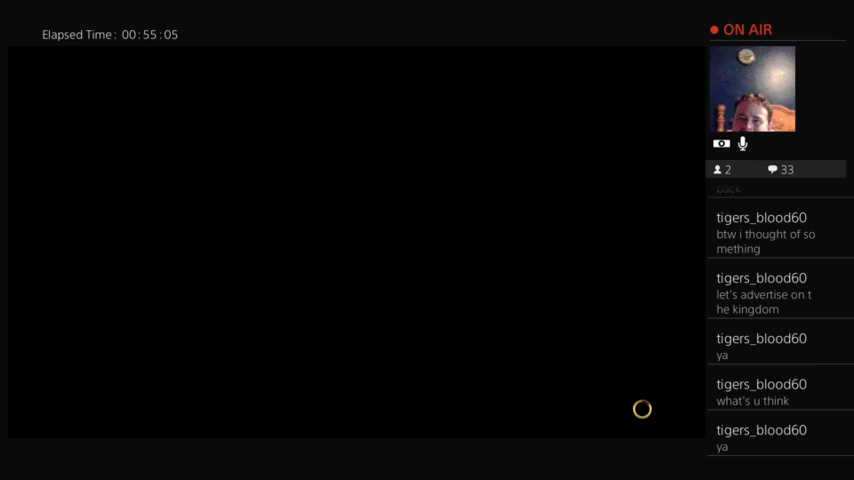 Elapsed Time: 00:55:05
ON AIR
2
33
back
tigers_blood60
btw i thought of so
mething
tigers_blood60
let's advertise on t
he kingdom
tigers_blood60
ya
tigers_blood60
what's u think
tigers_blood60
ya